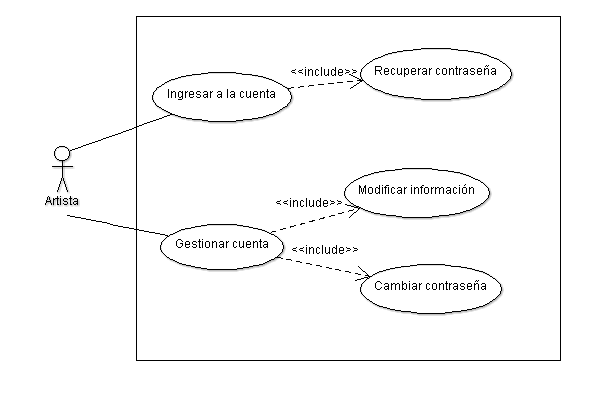 <<include>>
Recuperar contraseña
Ingresar a la cuenta
Artista
Modificar información
<<include>>
Gestionar cuenta
<<include>>
Cambiar contraseña